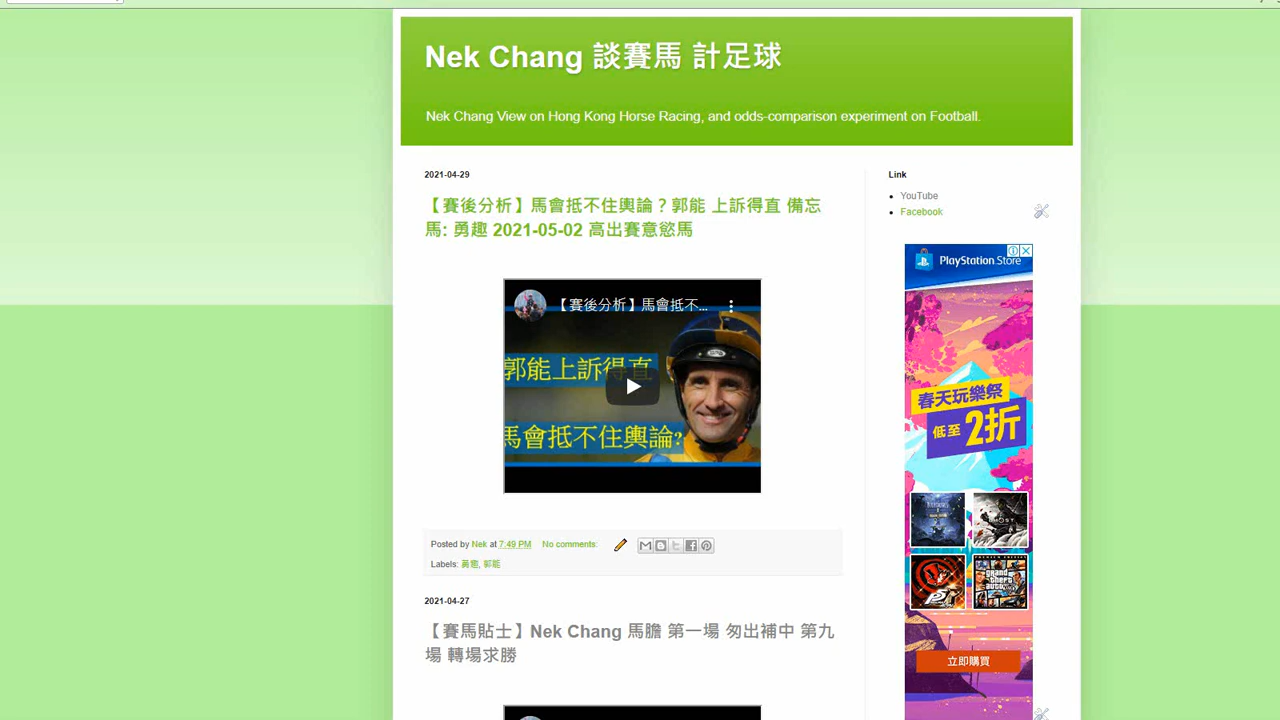 Nek Chang 談賽馬 計足球
Nek Chang View on Hong Kong Horse Racing, and odds-comparison experiment on Football.
2021-04-29
【賽後分析】馬會抵不住輿論？郭能 上訴得直 備忘
馬: 勇趣 2021-05-02 高出賽意慾馬
【賽後分析】馬會抵不...
郭能上訴得直
馬會抵不住輿論?
Posted by Nek at 7:49 PM No comments:
Labels: 勇趣, 郭能
2021-04-27
【賽馬貼士】Nek Chang 馬膽 第一場 匆出補中 第九
場 轉場求勝
Link
YouTube
Facebook
PlayStation Store
春天玩樂祭
低至 2折
GHOST
P5
grand theft auto V
立即購買